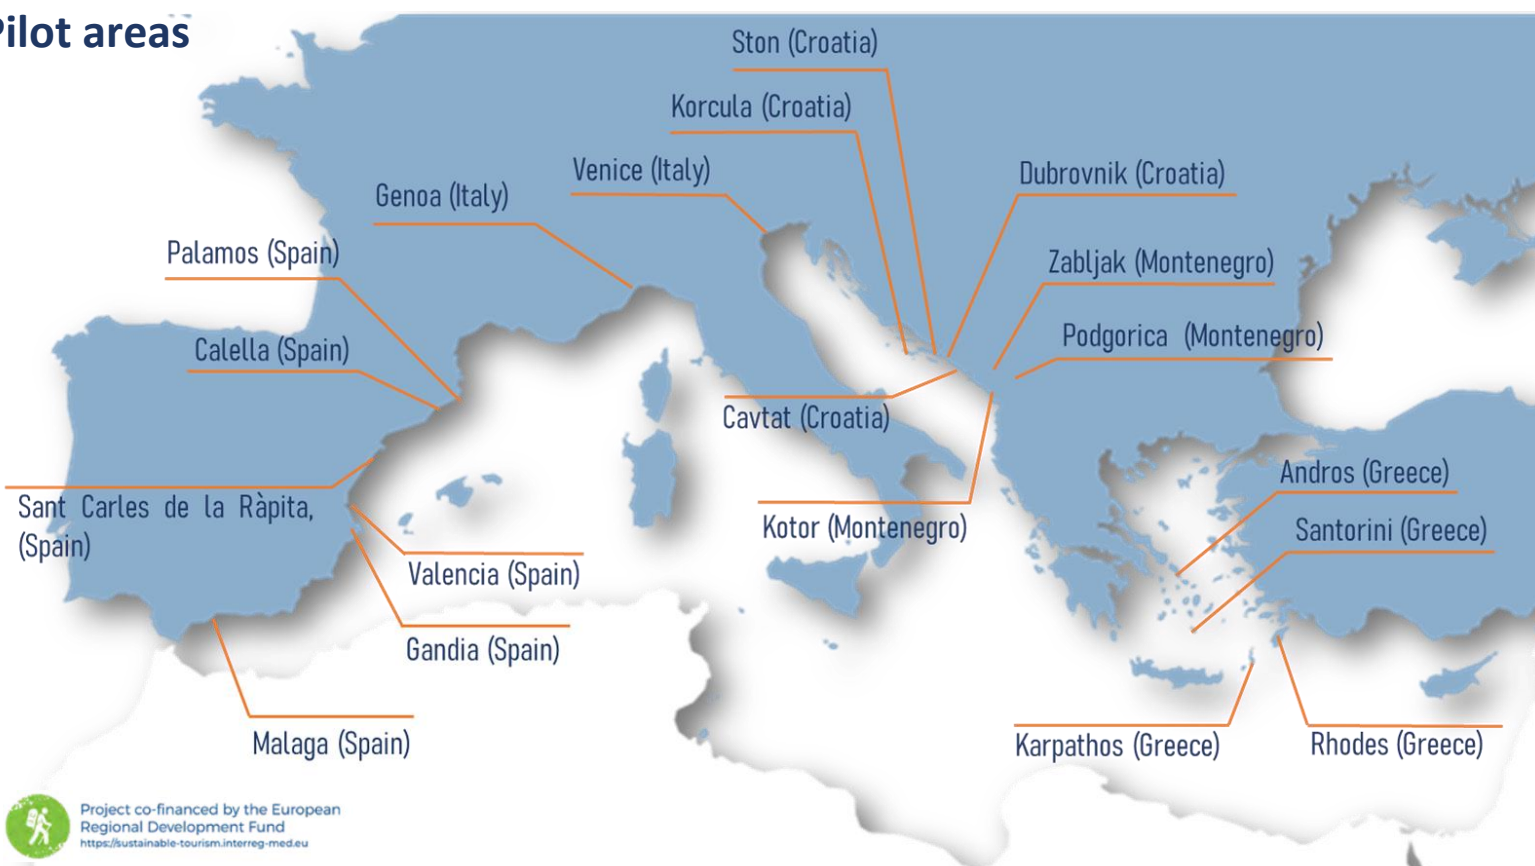 Pilot areas
Ston (Croatia)
Korcula (Croatia)
Venice (Italy)
Dubrovnik (Croatia)
Genoa (Italy)
Palamos (Spain)
Zabljak (Montenegro)
Calella (Spain)
Podgorica (Montenegro)
Cavtat (Croatia)
Andros (Greece)
Sant Carles de la Ràpita,
(Spain)
Kotor (Montenegro)
Santorini (Greece)
Valencia (Spain)
Gandia (Spain)
Malaga (Spain)
Karpathos (Greece)
Rhodes (Greece)
Project co-financed by the European
Regional Development Fund
https://sustainable-tourism.interreg-med.eu